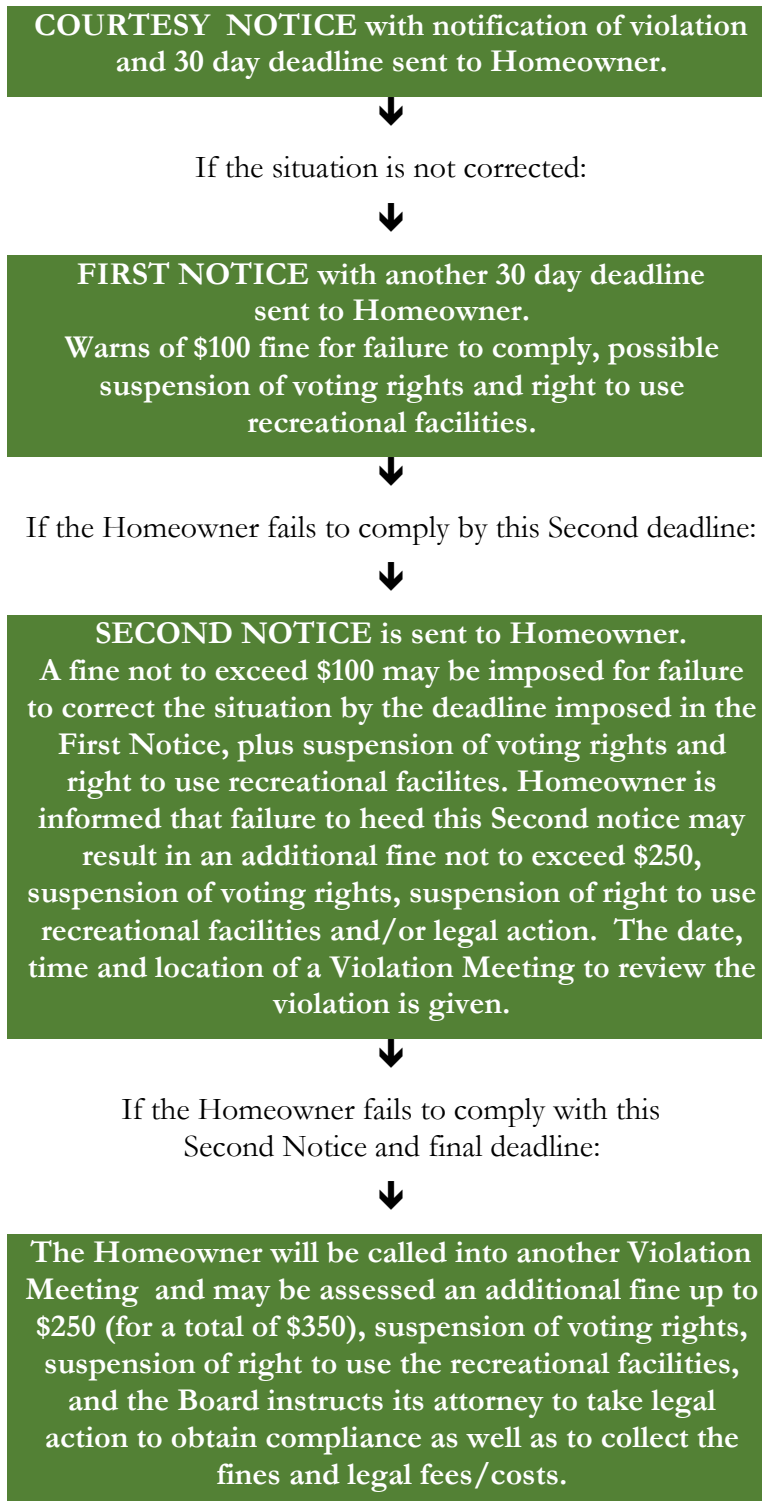 COURTESY  NOTICE with notification of violation
and 30 day deadline sent to Homeowner.
If the situation is not corrected:
FIRST NOTICE with another 30 day deadline
sent to Homeowner.
Warns of $100 fine for failure to comply, possible
suspension of voting rights and right to use
recreational facilities.
If the Homeowner fails to comply by this Second deadline:
SECOND NOTICE is sent to Homeowner.
A fine not to exceed $100 may be imposed for failure
to correct the situation by the deadline imposed in the
First Notice, plus suspension of voting rights and
right to use recreational facilites. Homeowner is
informed that failure to heed this Second notice may
result in an additional fine not to exceed $250,
suspension of voting rights, suspension of right to use
recreational facilities and/or legal action.  The date,
time and location of a Violation Meeting to review the
violation is given.
If the Homeowner fails to comply with this
Second Notice and final deadline:
The Homeowner will be called into another Violation
Meeting  and may be assessed an additional fine up to
$250 (for a total of $350), suspension of voting rights,
suspension of right to use the recreational facilities,
and the Board instructs its attorney to take legal
action to obtain compliance as well as to collect the
fines and legal fees/costs.